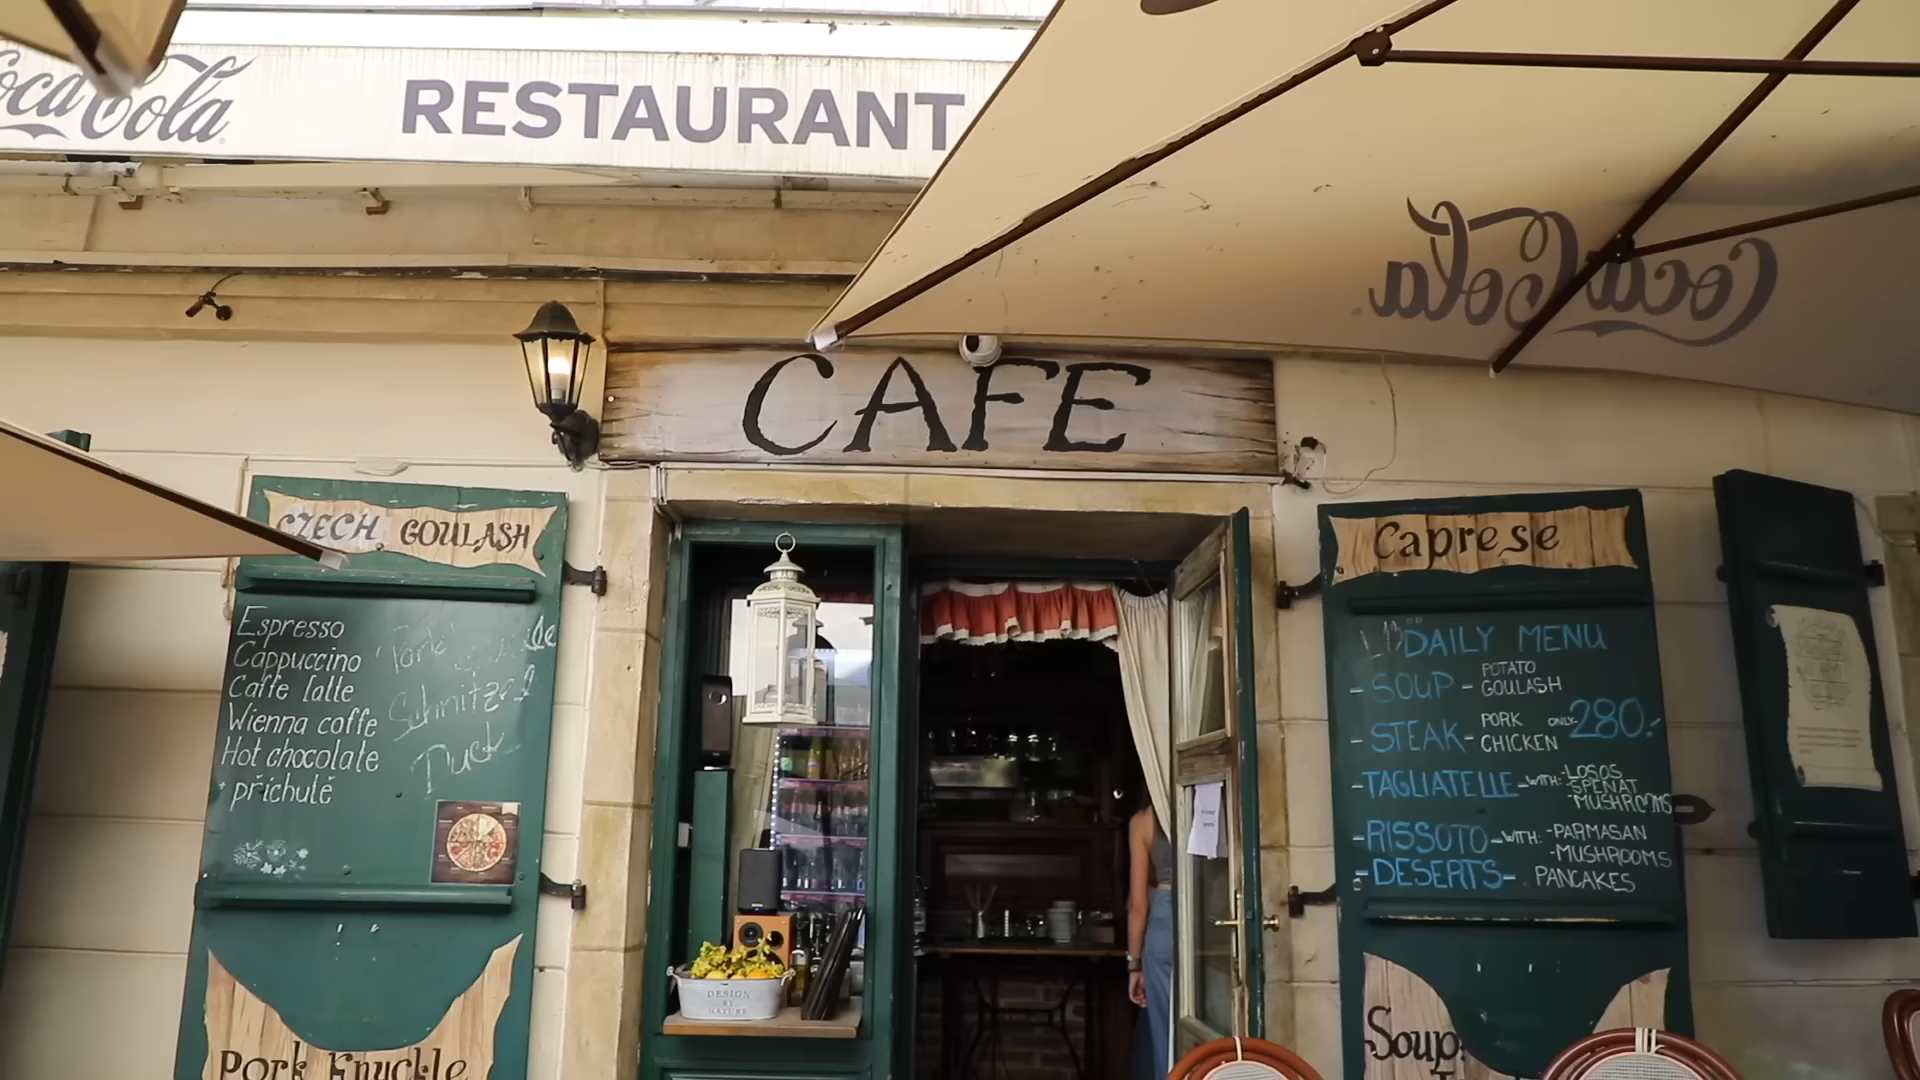 Coca-Cola
RESTAURANT
Coca-Cola
CAFE
CZECH GOULASH
Espresso
Cappuccino
Caffe latte
Wienna coffe
Hot chocolate
+ příchutě
Pork
Schnitzel
Pork Knuckle
DESIGN
BY
NATURE
Caprese
DAILY MENU
- SOUP - POTATO
GOULASH
- STEAK - PORK ONLY 280.-
CHICKEN
- TAGLIATELLE - WITH: - LOSOS
- SPENAT
- MUSHROOMS
- RISSOTO - WITH: - PARMASAN
- MUSHROOMS
- DESERTS - PANCAKES
Soup